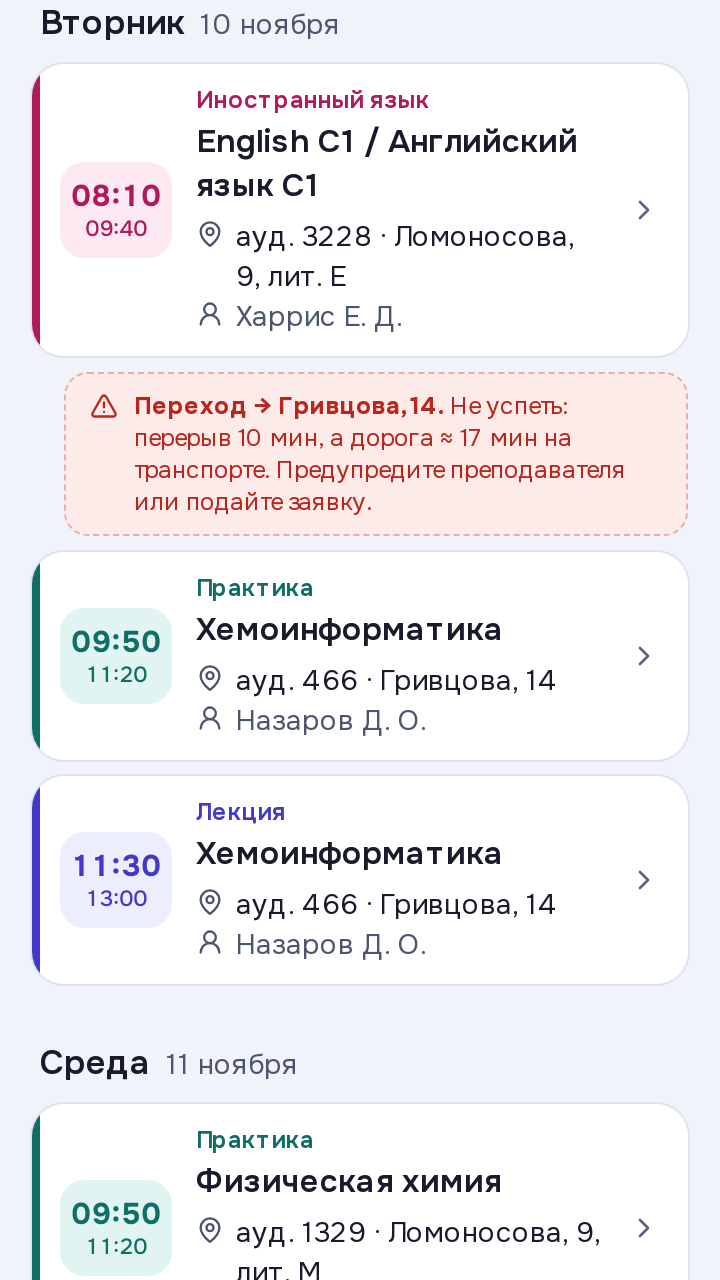 Вторник 10 ноября
Иностранный язык
English C1 / Английский
язык C1
08:10
09:40
ауд. 3228 · Ломоносова,
9, лит. Е
Харрис Е. Д.
Переход → Гривцова,14. Не успеть:
перерыв 10 мин, а дорога ≈ 17 мин на
транспорте. Предупредите преподавателя
или подайте заявку.
Практика
Хемоинформатика
09:50
11:20
ауд. 466 · Гривцова, 14
Назаров Д. О.
Лекция
Хемоинформатика
11:30
13:00
ауд. 466 · Гривцова, 14
Назаров Д. О.
Среда 11 ноября
Практика
Физическая химия
09:50
11:20
ауд. 1329 · Ломоносова, 9,
лит. М